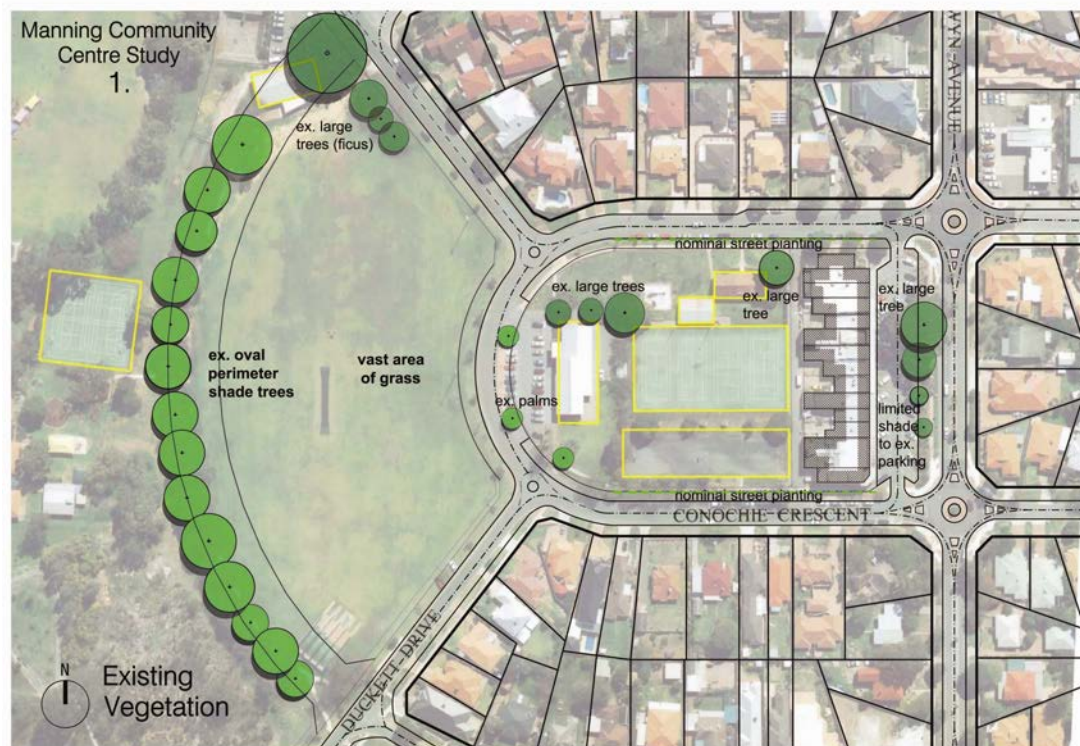 Manning Community
Centre Study
1.
ex. large
trees (ficus)
nominal street planting
ex. large trees
ex. large
tree
ex. large
tree
ex. oval
perimeter
shade trees
vast area
of grass
ex. palms
limited
shade
to ex.
parking
nominal street planting
CONOCHIE CRESCENT
DUCKETT DRIVE
AVENUE
N
Existing
Vegetation